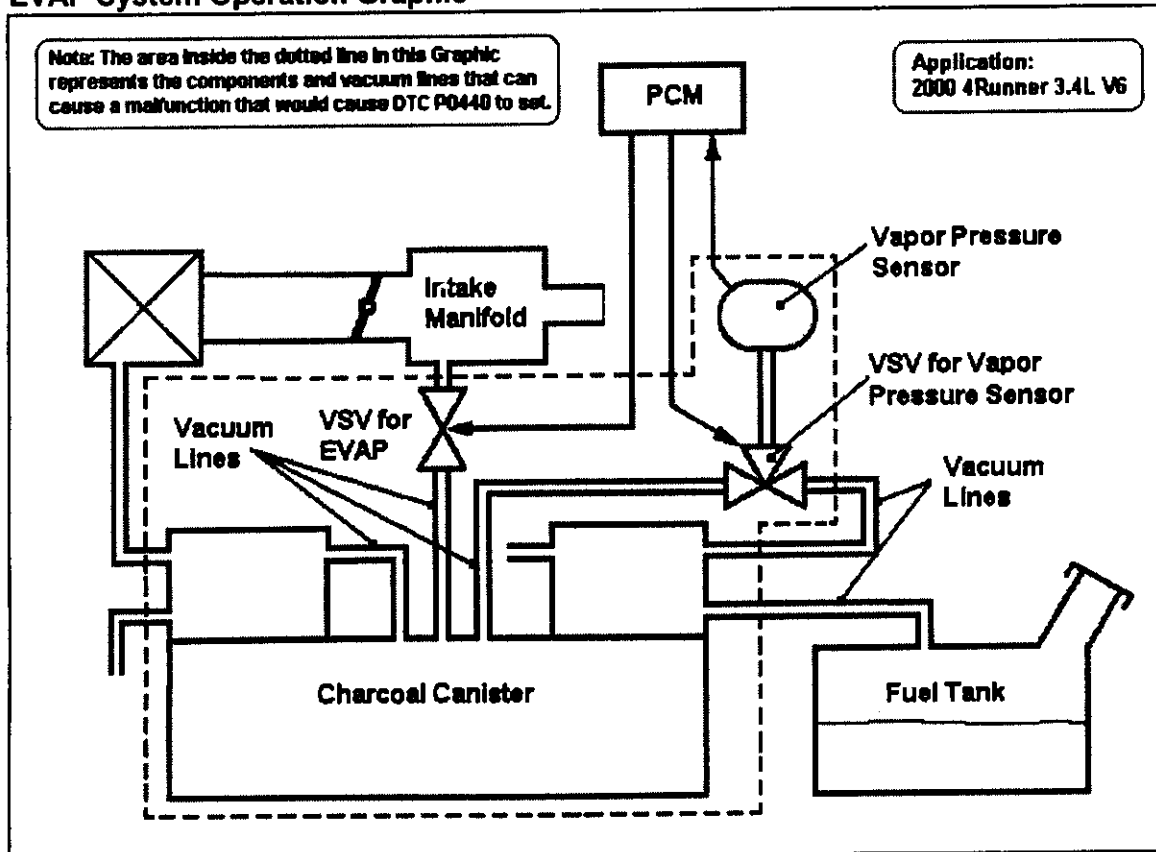 EVAP System Operation Graphic
Note: The area inside the dotted line in this Graphic
represents the components and vacuum lines that can
cause a malfunction that would cause DTC P0440 to set.
Application:
2000 4Runner 3.4L V6
PCM
Vapor Pressure
Sensor
Intake
Manifold
VSV for Vapor
Pressure Sensor
VSV for
EVAP
Vacuum
Lines
Vacuum
Lines
Charcoal Canister
Fuel Tank